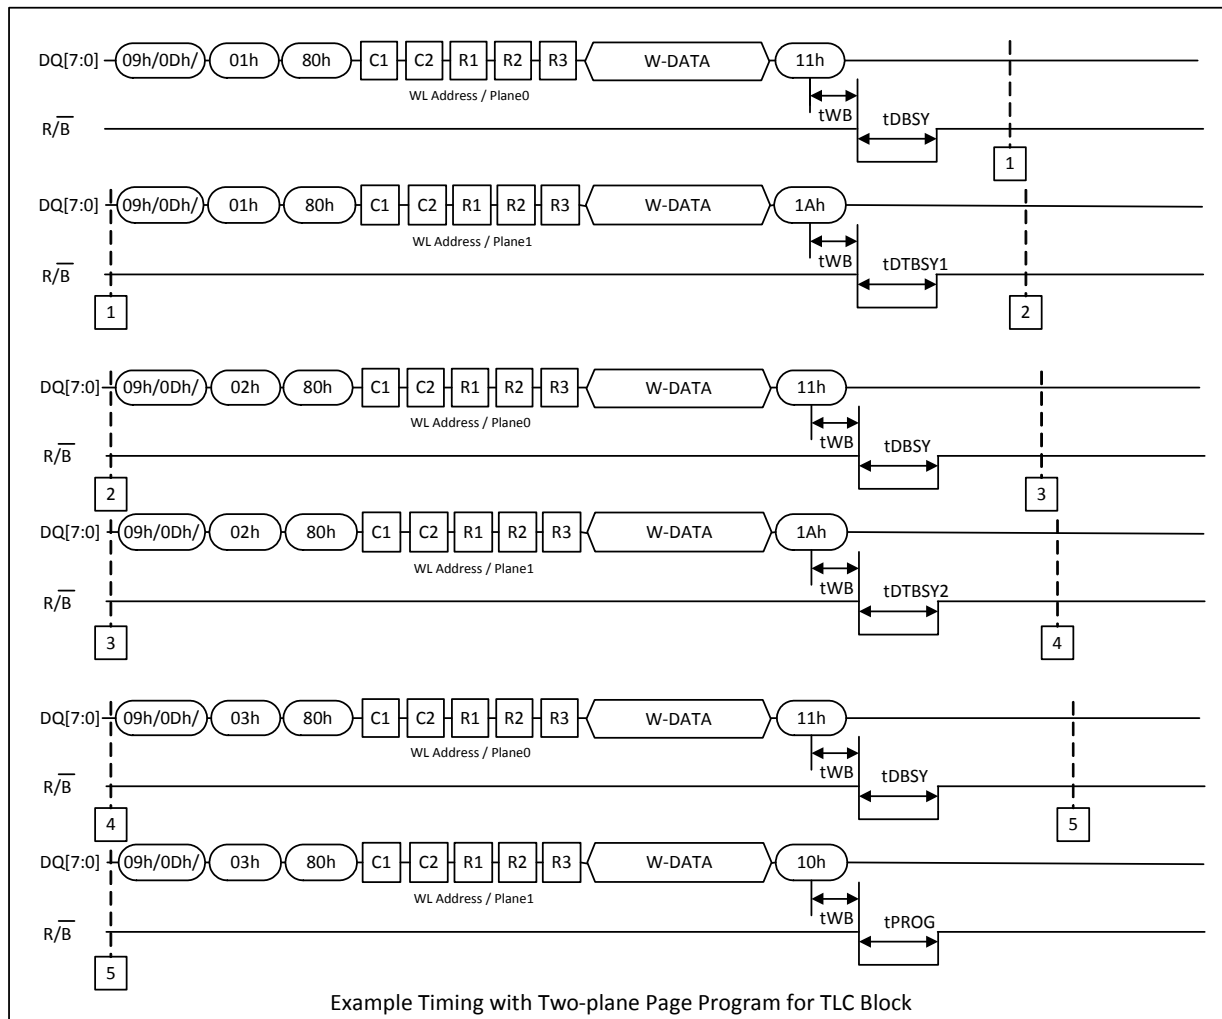 DQ[7:0] 09h/0Dh/ 01h 80h C1 C2 R1 R2 R3 W-DATA 11h
WL Address / Plane0
tWB tDBSY
R/B
1
DQ[7:0] 09h/0Dh/ 01h 80h C1 C2 R1 R2 R3 W-DATA 1Ah
WL Address / Plane1
tWB tDTBSY1
R/B
1 2
DQ[7:0] 09h/0Dh/ 02h 80h C1 C2 R1 R2 R3 W-DATA 11h
WL Address / Plane0
tWB tDBSY
R/B
2 3
DQ[7:0] 09h/0Dh/ 02h 80h C1 C2 R1 R2 R3 W-DATA 1Ah
WL Address / Plane1
tWB tDTBSY2
R/B
3 4
DQ[7:0] 09h/0Dh/ 03h 80h C1 C2 R1 R2 R3 W-DATA 11h
WL Address / Plane0
tWB tDBSY
R/B
4 5
DQ[7:0] 09h/0Dh/ 03h 80h C1 C2 R1 R2 R3 W-DATA 10h
WL Address / Plane1
tWB tPROG
R/B
5
Example Timing with Two-plane Page Program for TLC Block